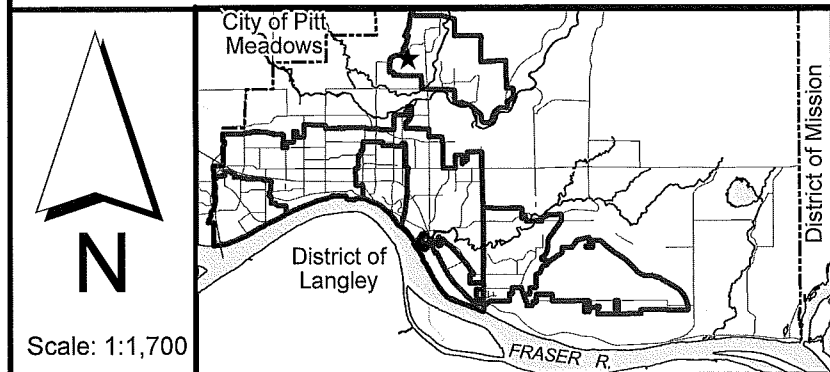 City of Pitt
Meadows
District of Mission
District of
Langley
N
Scale: 1:1,700
FRASER R.